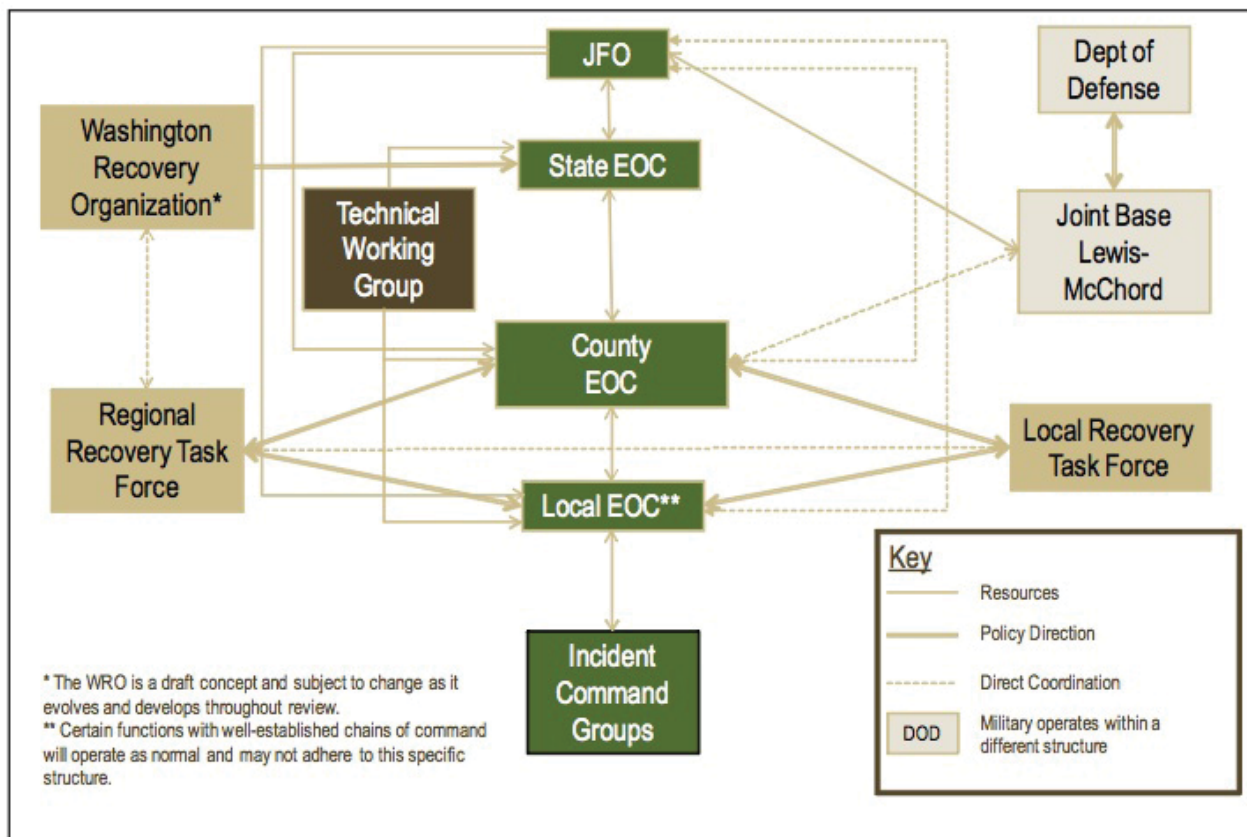 JFO
Dept of
Defense
Washington
Recovery
Organization*
State EOC
Technical
Working
Group
Joint Base
Lewis-
McChord
County
EOC
Regional
Recovery Task
Force
Local Recovery
Task Force
Local EOC**
Incident
Command
Groups
Key
Resources
Policy Direction
Direct Coordination
DOD
Military operates within a
different structure
* The WRO is a draft concept and subject to change as it
evolves and develops throughout review.
** Certain functions with well-established chains of command
will operate as normal and may not adhere to this specific
structure.